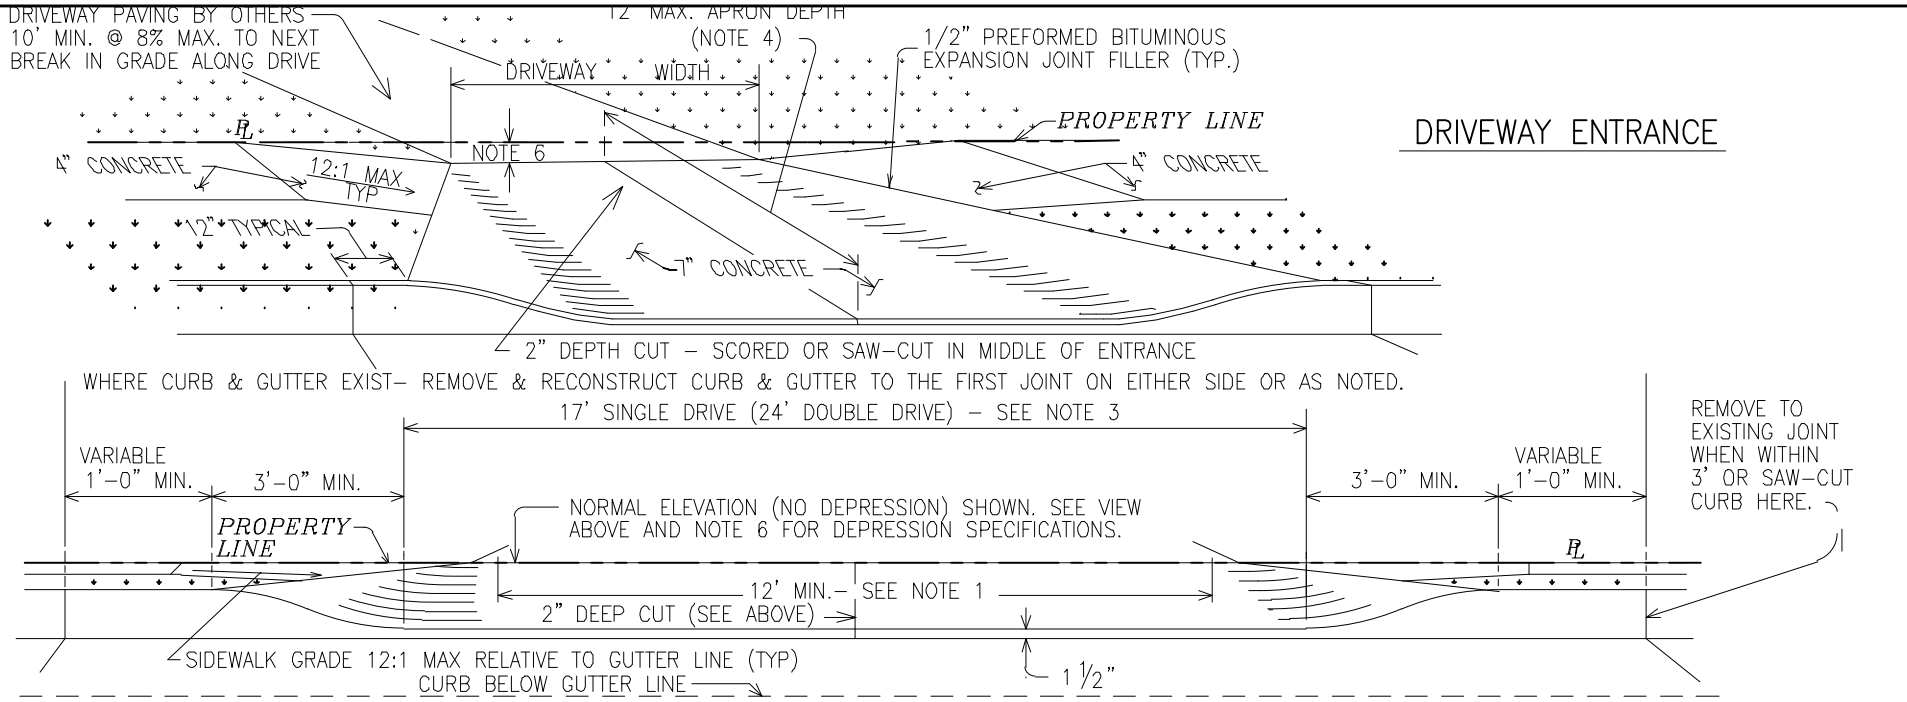 DRIVEWAY PAVING BY OTHERS
10' MIN. @ 8% MAX. TO NEXT
BREAK IN GRADE ALONG DRIVE
12' MAX. APRON DEPTH
(NOTE 4)
1/2" PREFORMED BITUMINOUS
EXPANSION JOINT FILLER (TYP.)
DRIVEWAY WIDTH
PL
PROPERTY LINE
DRIVEWAY ENTRANCE
NOTE 6
4" CONCRETE
12:1 MAX
TYP
4" CONCRETE
12" TYPICAL
7" CONCRETE
2" DEPTH CUT – SCORED OR SAW-CUT IN MIDDLE OF ENTRANCE
WHERE CURB & GUTTER EXIST– REMOVE & RECONSTRUCT CURB & GUTTER TO THE FIRST JOINT ON EITHER SIDE OR AS NOTED.
17' SINGLE DRIVE (24' DOUBLE DRIVE) – SEE NOTE 3
REMOVE TO
EXISTING JOINT
WHEN WITHIN
3' OR SAW-CUT
CURB HERE.
VARIABLE
1'-0" MIN.
3'-0" MIN.
3'-0" MIN.
VARIABLE
1'-0" MIN.
NORMAL ELEVATION (NO DEPRESSION) SHOWN. SEE VIEW
ABOVE AND NOTE 6 FOR DEPRESSION SPECIFICATIONS.
PROPERTY
LINE
PL
12' MIN.– SEE NOTE 1
2" DEEP CUT (SEE ABOVE)
SIDEWALK GRADE 12:1 MAX RELATIVE TO GUTTER LINE (TYP)
CURB BELOW GUTTER LINE
1 1/2"